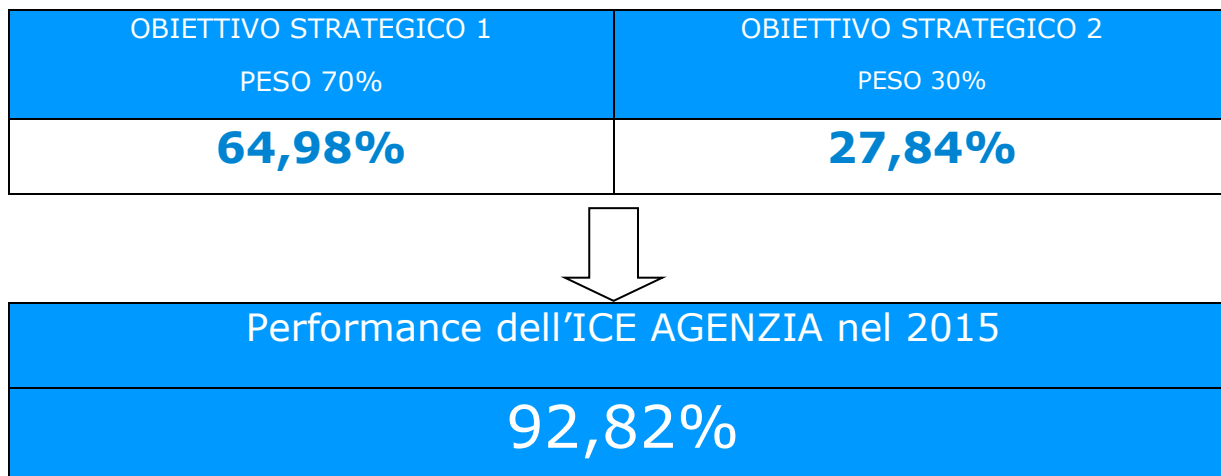 OBIETTIVO STRATEGICO 1
PESO 70%
OBIETTIVO STRATEGICO 2
PESO 30%
64,98%
27,84%
Performance dell’ICE AGENZIA nel 2015
92,82%